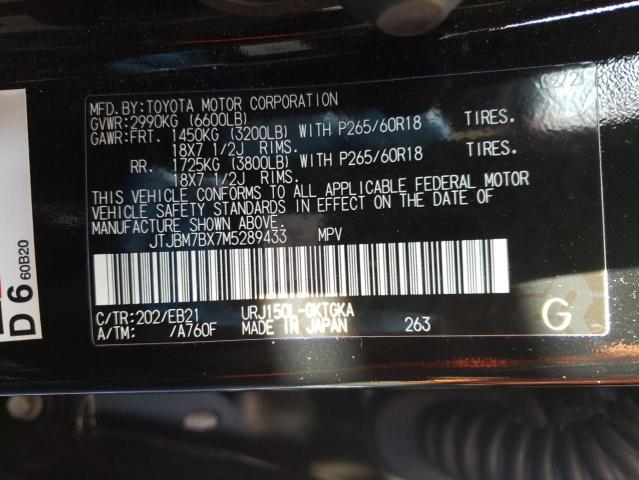 MFD.BY:TOYOTA MOTOR CORPORATION 2/21
GVWR:2990KG (6600LB)
GAWR:FRT. 1450KG (3200LB) WITH P265/60R18 TIRES.
18X7 1/2J RIMS.
RR. 1725KG (3800LB) WITH P265/60R18 TIRES.
18X7 1/2J RIMS.
THIS VEHICLE CONFORMS TO ALL APPLICABLE FEDERAL MOTOR
VEHICLE SAFETY STANDARDS IN EFFECT ON THE DATE OF
MANUFACTURE SHOWN ABOVE.
JTJBM7BX7M5289433 MPV
C/TR:202/EB21 URJ150L-GKTGKA
A/TM: /A760F MADE IN JAPAN 263 G
D 6 60B20